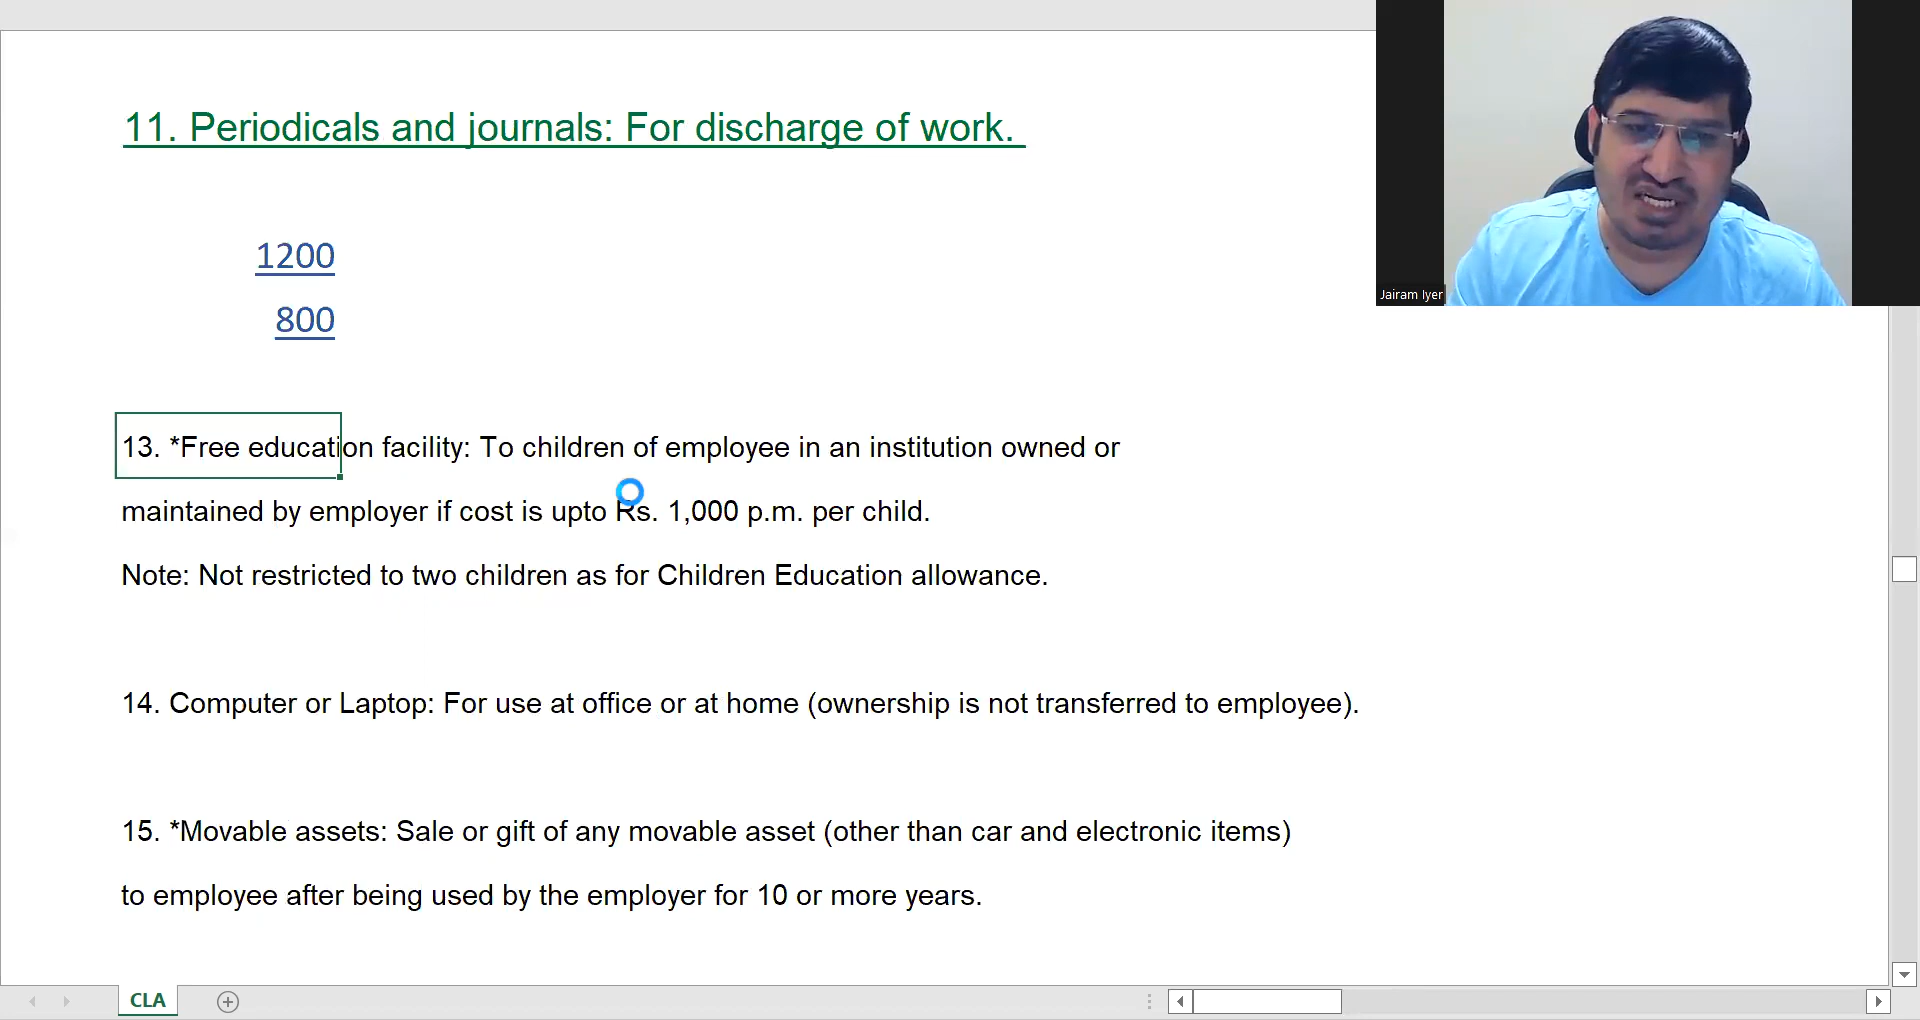 11. Periodicals and journals: For discharge of work.
1200
800
13. *Free education facility: To children of employee in an institution owned or
maintained by employer if cost is upto Rs. 1,000 p.m. per child.
Note: Not restricted to two children as for Children Education allowance.
14. Computer or Laptop: For use at office or at home (ownership is not transferred to employee).
15. *Movable assets: Sale or gift of any movable asset (other than car and electronic items)
to employee after being used by the employer for 10 or more years.
Jairam Iyer
CLA